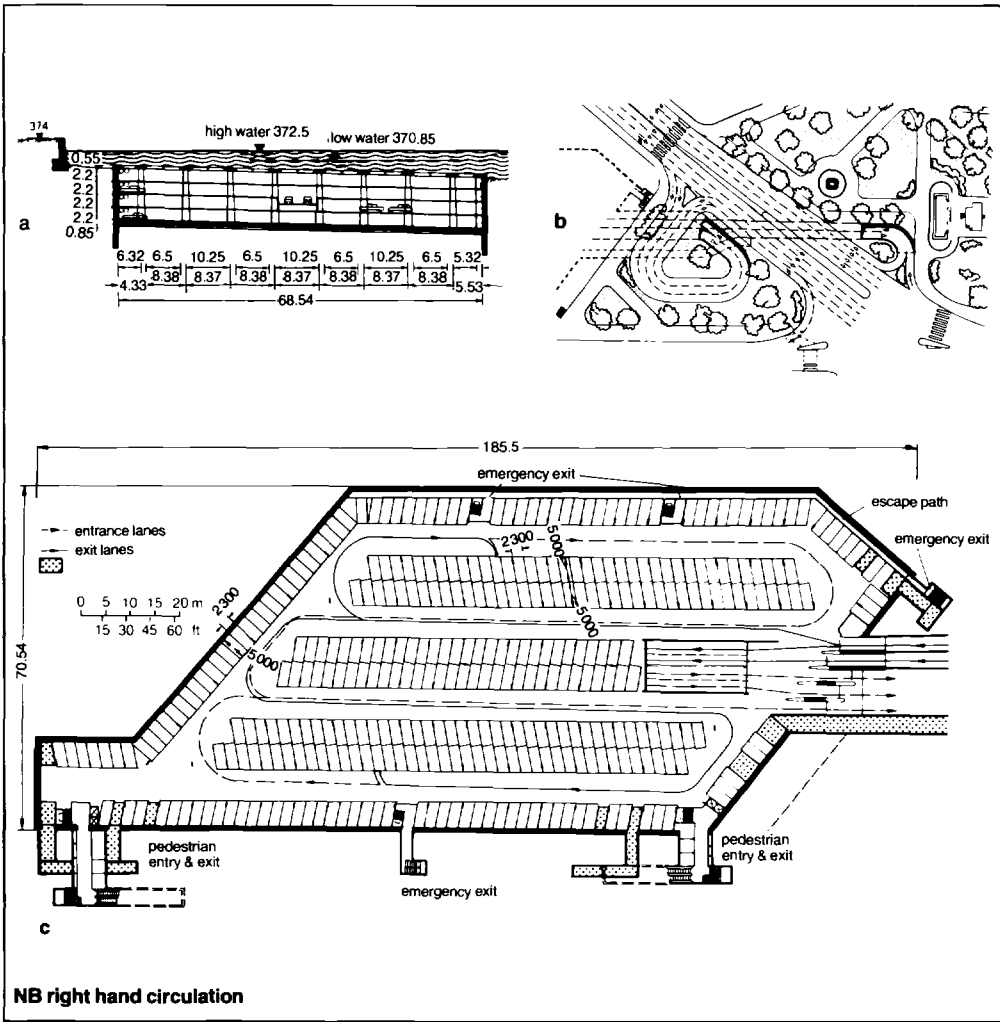 374
high water 372.5
low water 370.85
0.55
2.2
2.2
2.2
2.2
0.85
a
b
6.32 6.5 10.25 6.5 10.25 6.5 10.25 6.5 5.32
8.38 8.37 8.38 8.37 8.38 8.37 8.38
4.33 5.53
68.54
185.5
emergency exit
escape path
entrance lanes
exit lanes
emergency exit
2300
5000
0 5 10 15 20 m
15 30 45 60 ft
2300
5000
5000
70.54
pedestrian
entry & exit
pedestrian
entry & exit
emergency exit
c
NB right hand circulation